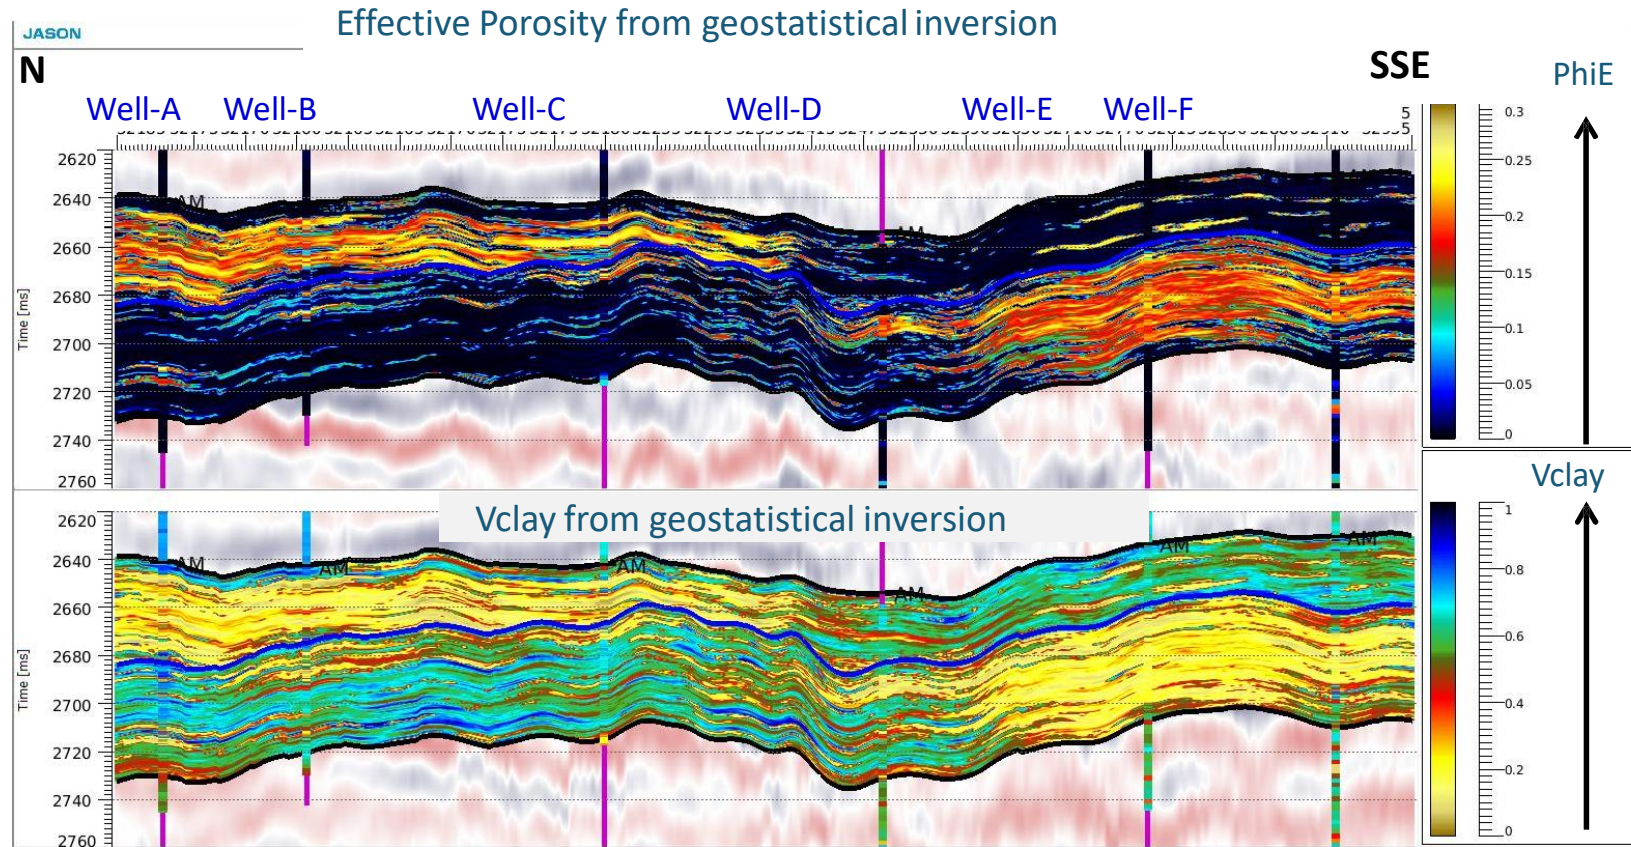 Effective Porosity from geostatistical inversion
JASON
N
SSE
PhiE
Well-A Well-B Well-C Well-D Well-E Well-F
5
5
2620
2640
2660
2680
2700
2720
2740
2760
Time [ms]
AM
AM
0.3
0.25
0.2
0.15
0.1
0.05
0
Vclay from geostatistical inversion
Vclay
2620
2640
2660
2680
2700
2720
2740
2760
Time [ms]
AM
AM
AM
AM
AM
AM
1
0.8
0.6
0.4
0.2
0